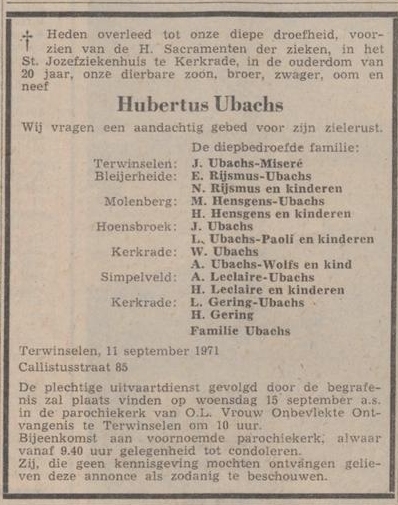 † Heden overleed tot onze diepe droefheid, voor-
zien van de H. Sacramenten der zieken, in het
St. Jozefziekenhuis te Kerkrade, in de ouderdom van
20 jaar, onze dierbare zoon, broer, zwager, oom en
neef
Hubertus Ubachs
Wij vragen een aandachtig gebed voor zijn zielerust.
De diepbedroefde familie:
Terwinselen: J. Ubachs-Miseré
Bleijerheide: E. Rijsmus-Ubachs
N. Rijsmus en kinderen
Molenberg: M. Hensgens-Ubachs
H. Hensgens en kinderen
Hoensbroek: J. Ubachs
L. Ubachs-Paoli en kinderen
Kerkrade: W. Ubachs
A. Ubachs-Wolfs en kind
Simpelveld: A. Leclaire-Ubachs
H. Leclaire en kinderen
Kerkrade: L. Gering-Ubachs
H. Gering
Familie Ubachs
Terwinselen, 11 september 1971
Callistusstraat 85
De plechtige uitvaartdienst gevolgd door de begrafe-
nis zal plaats vinden op woensdag 15 september a.s.
in de parochiekerk van O.L. Vrouw Onbevlekte Ont-
vangenis te Terwinselen om 10 uur.
Bijeenkomst aan voornoemde parochiekerk, alwaar
vanaf 9.40 uur gelegenheid tot condoleren.
Zij, die geen kennisgeving mochten ontvangen gelie-
ven deze annonce als zodanig te beschouwen.